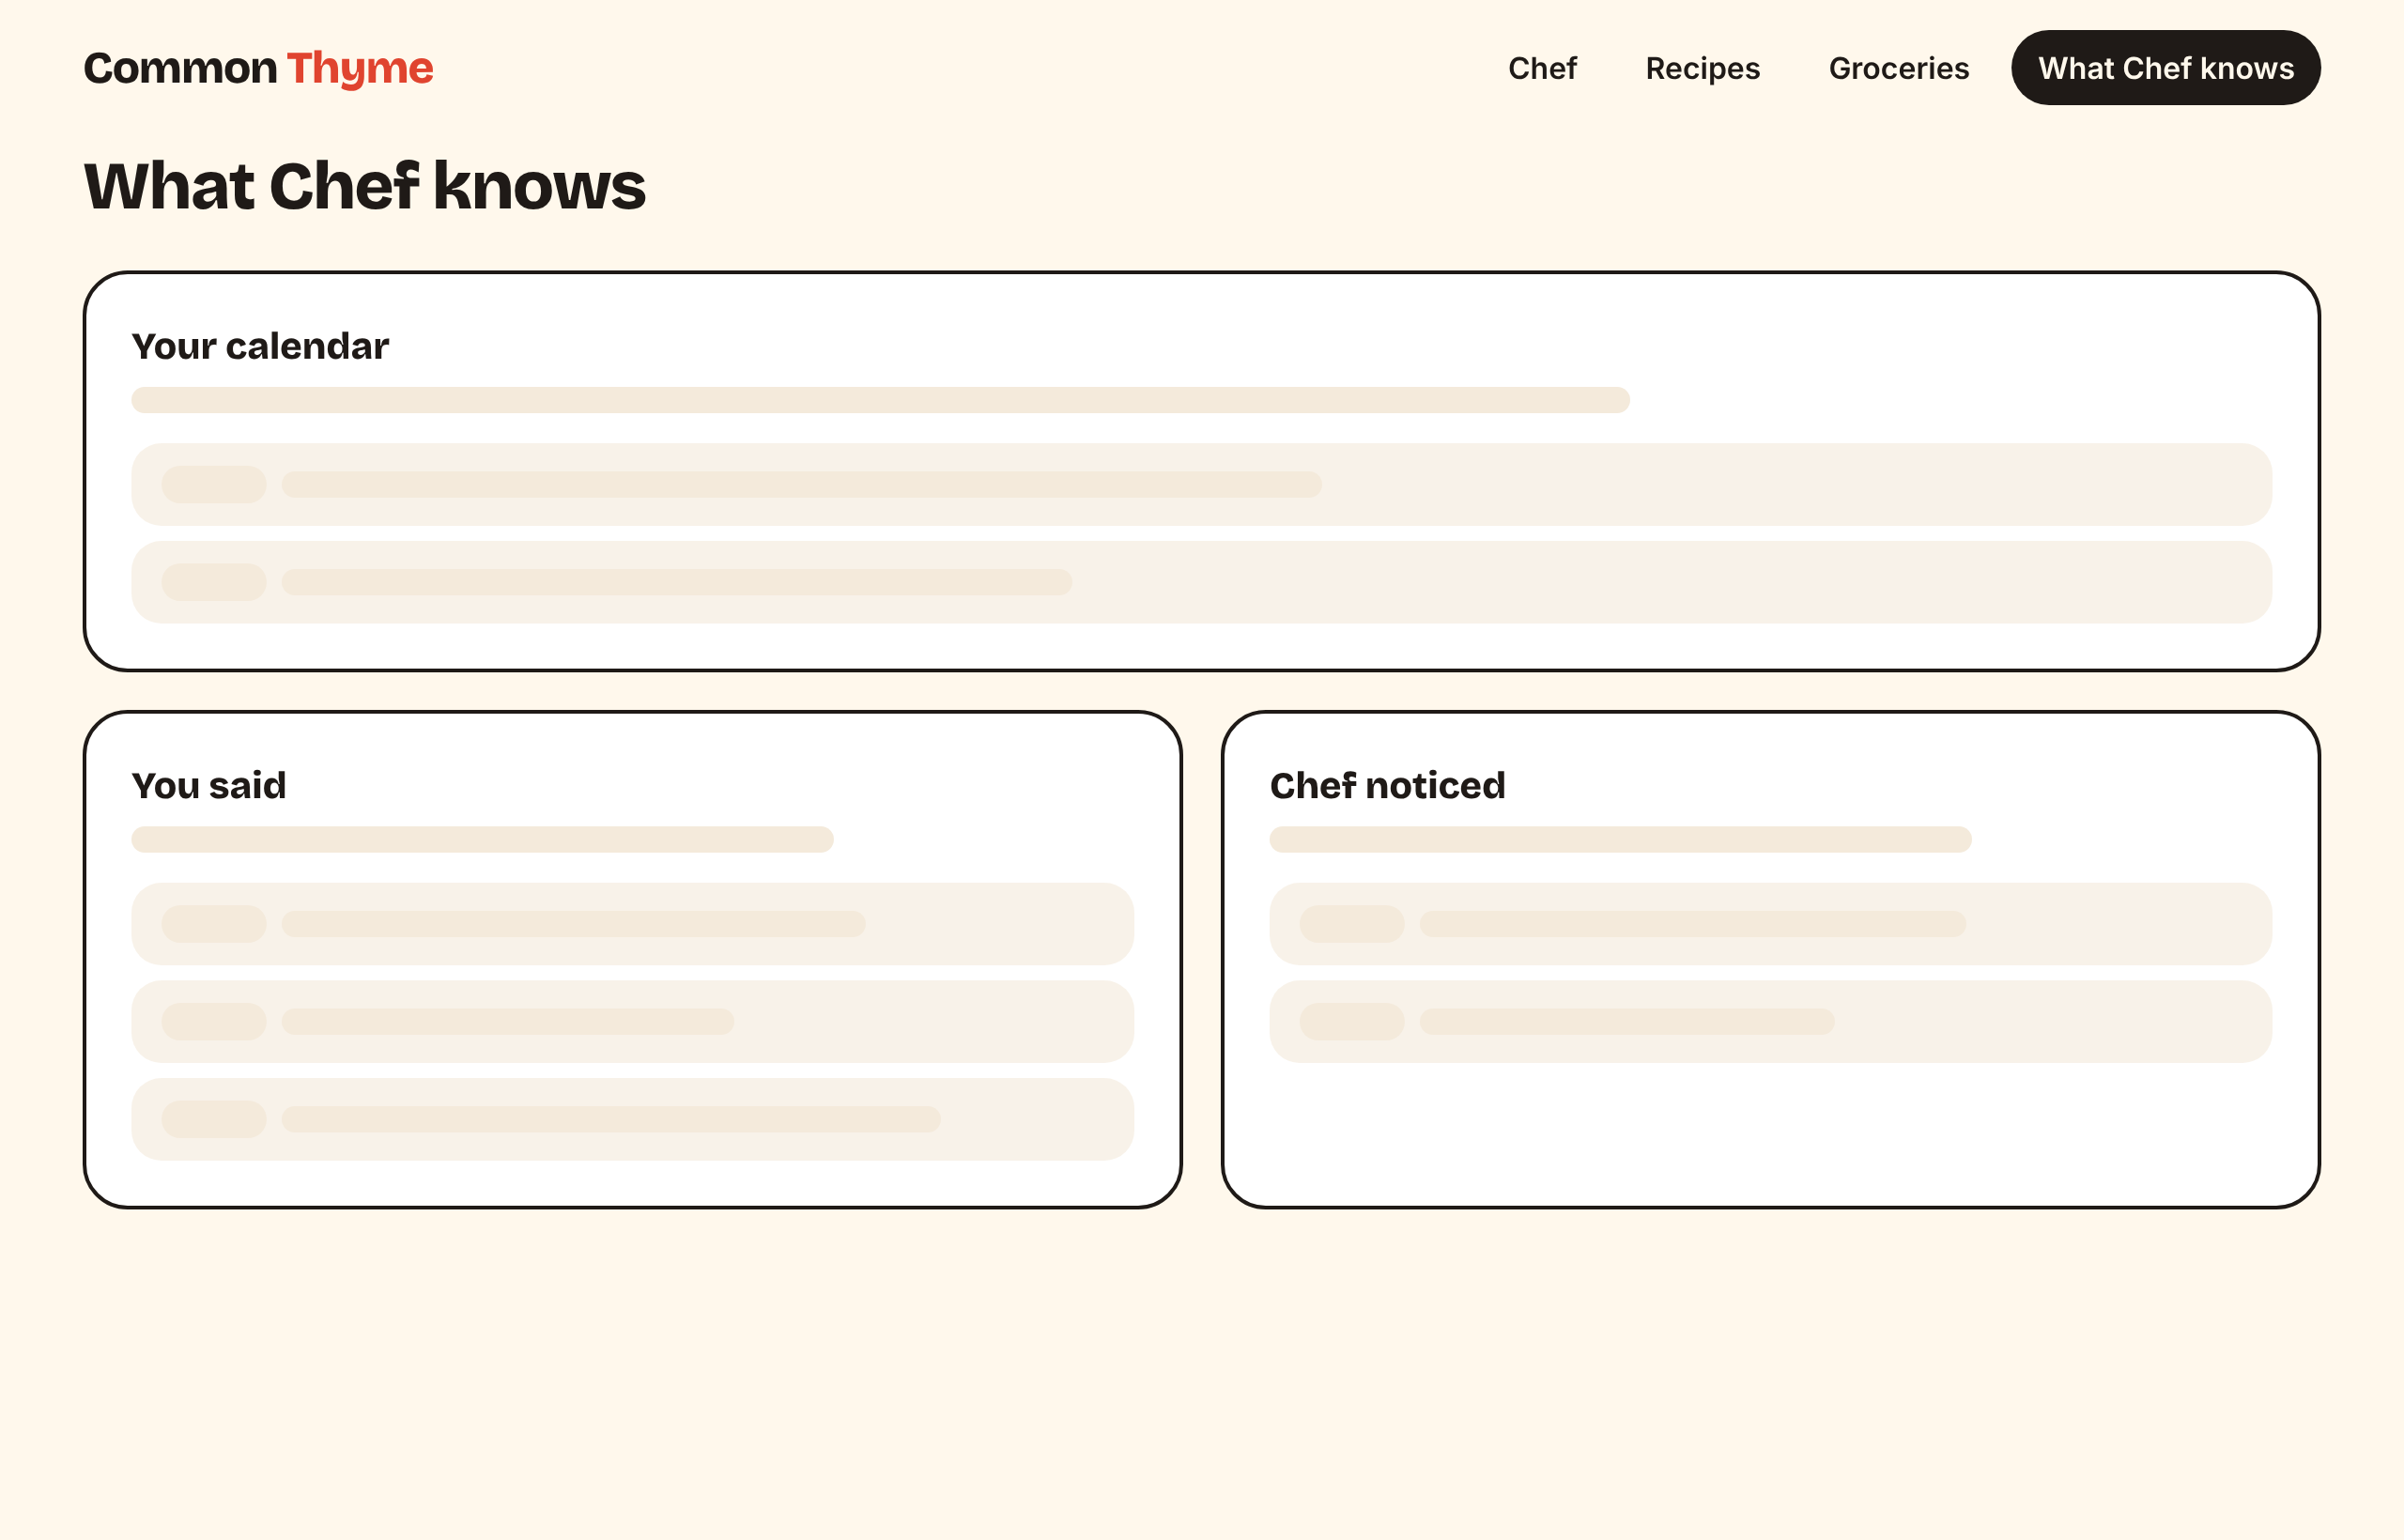 Common Thyme
Chef
Recipes
Groceries
What Chef knows
What Chef knows
Your calendar
You said
Chef noticed